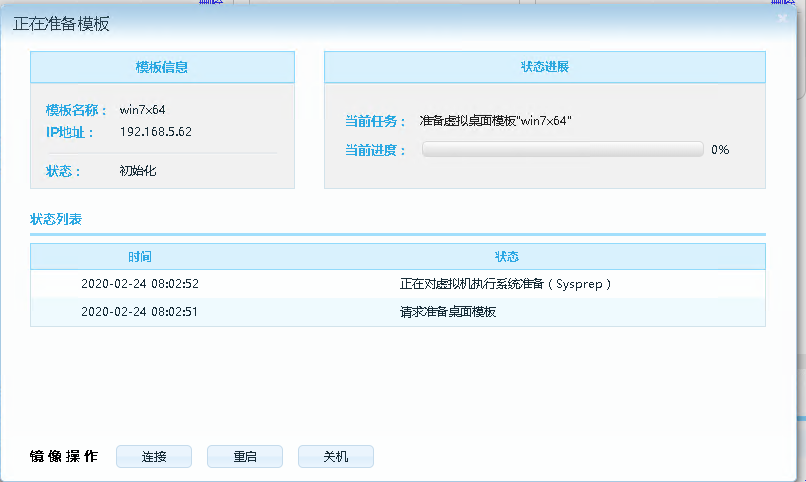 删除 删除
正在准备模板
模板信息
模板名称： win7x64
IP地址： 192.168.5.62
状态： 初始化
状态进展
当前任务： 准备虚拟桌面模板"win7x64"
当前进度： 0%
状态列表
时间 状态
2020-02-24 08:02:52 正在对虚拟机执行系统准备（Sysprep）
2020-02-24 08:02:51 请求准备桌面模板
镜像操作 连接 重启 关机